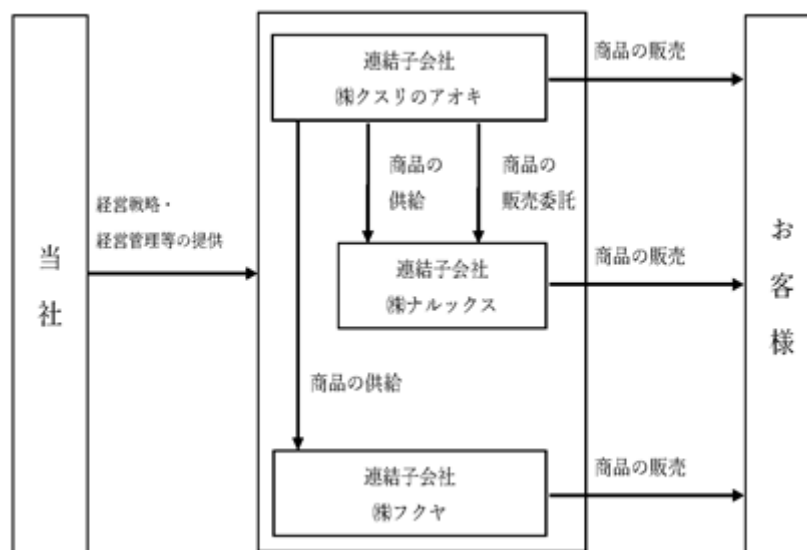 当社
経営戦略・
経営管理等の提供
連結子会社
㈱クスリのアオキ
商品の
供給
商品の
販売委託
連結子会社
㈱ナルックス
商品の供給
連結子会社
㈱フクヤ
商品の販売
商品の販売
商品の販売
お客様